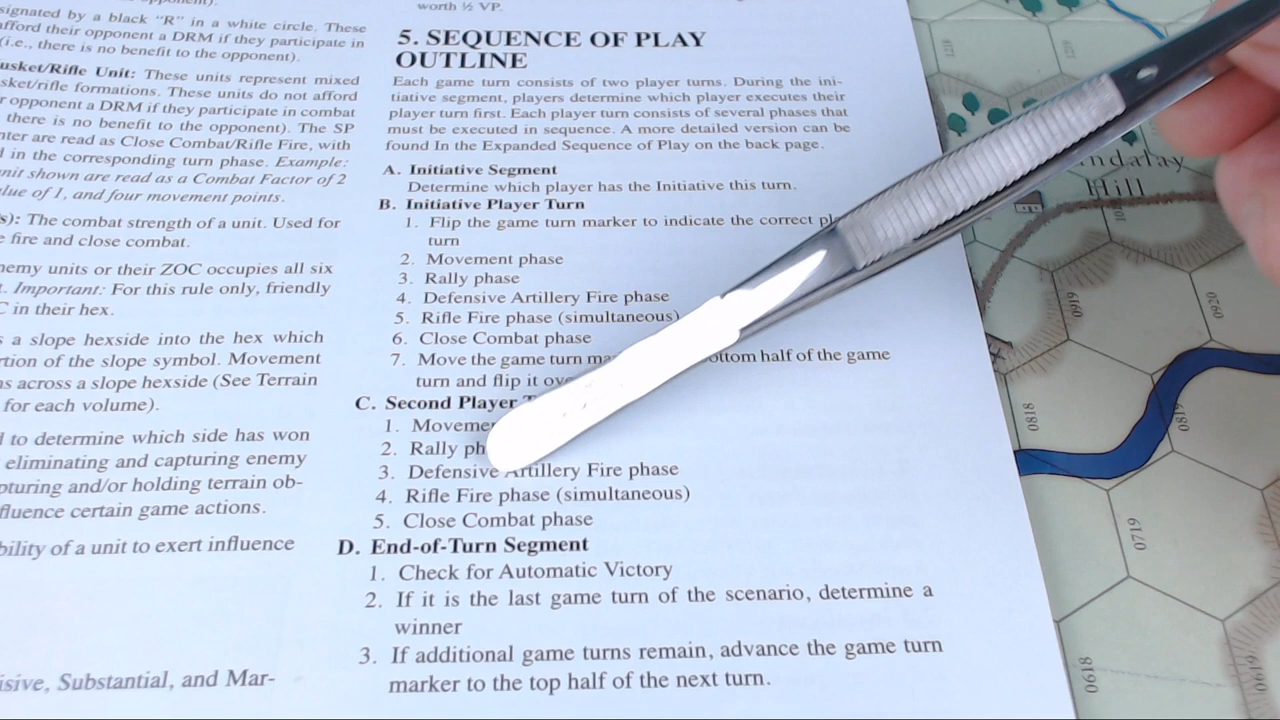 signated by a black "R" in a white circle. These
afford their opponent a DRM if they participate in
(i.e., there is no benefit to the opponent).
usket/Rifle Unit: These units represent mixed
sket/rifle formations. These units do not afford
r opponent a DRM if they participate in combat
there is no benefit to the opponent). The SP
nter are read as Close Combat/Rifle Fire, with
d in the corresponding turn phase. Example:
unit shown are read as a Combat Factor of 2
alue of 1, and four movement points.
s): The combat strength of a unit. Used for
e fire and close combat.
nemy units or their ZOC occupies all six
t. Important: For this rule only, friendly
C in their hex.
s a slope hexside into the hex which
rtion of the slope symbol. Movement
ns across a slope hexside (See Terrain
for each volume).
d to determine which side has won
eliminating and capturing enemy
pturing and/or holding terrain ob-
fluence certain game actions.
bility of a unit to exert influence
isive, Substantial, and Mar-
worth ½ VP.
5. SEQUENCE OF PLAY
OUTLINE
Each game turn consists of two player turns. During the ini-
tiative segment, players determine which player executes their
player turn first. Each player turn consists of several phases that
must be executed in sequence. A more detailed version can be
found In the Expanded Sequence of Play on the back page.
A. Initiative Segment
Determine which player has the Initiative this turn.
B. Initiative Player Turn
1. Flip the game turn marker to indicate the correct pl
turn
2. Movement phase
3. Rally phase
4. Defensive Artillery Fire phase
5. Rifle Fire phase (simultaneous)
6. Close Combat phase
7. Move the game turn ma ottom half of the game
turn and flip it ov
C. Second Player T
1. Moveme
2. Rally ph
3. Defensive Artillery Fire phase
4. Rifle Fire phase (simultaneous)
5. Close Combat phase
D. End-of-Turn Segment
1. Check for Automatic Victory
2. If it is the last game turn of the scenario, determine a
winner
3. If additional game turns remain, advance the game turn
marker to the top half of the next turn.
1218
1219
ndalay
Hill
0919
0920
0818
0819
0719
0618
0619